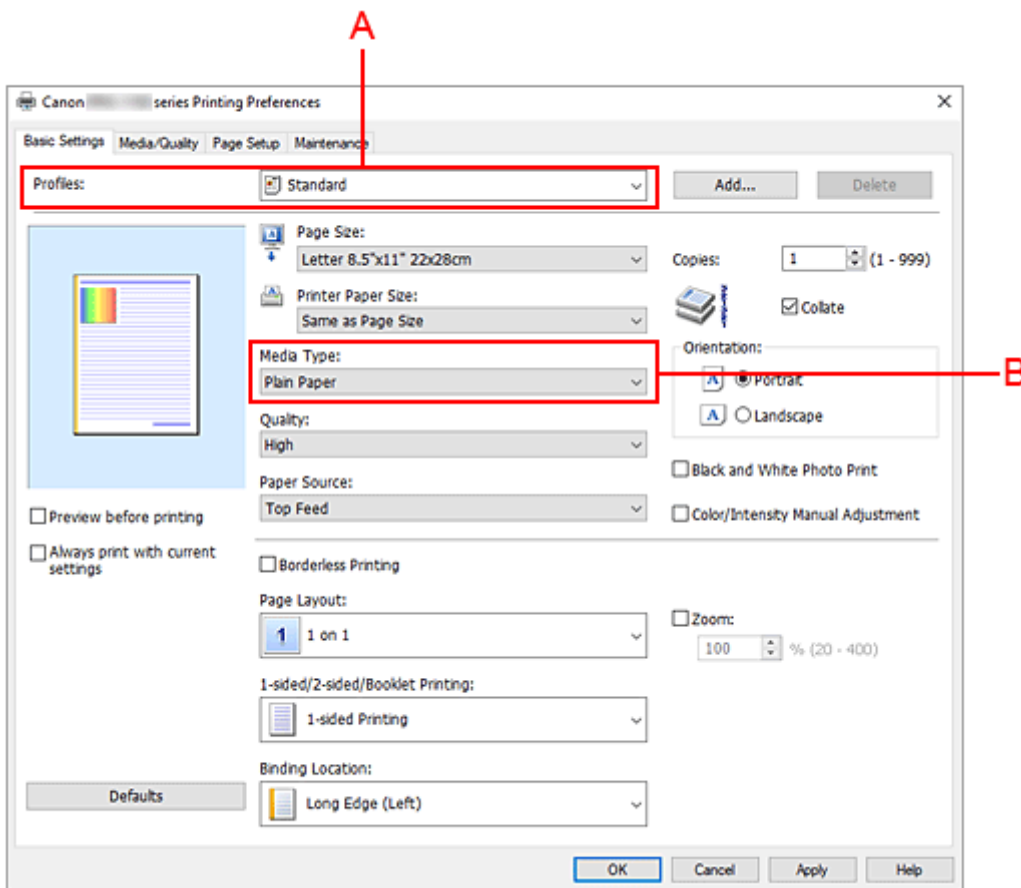 A
Canon series Printing Preferences
Basic Settings Media/Quality Page Setup Maintenance
Profiles: Standard Add... Delete
Page Size:
Letter 8.5"x11" 22x28cm
Copies: 1 (1 - 999)
Printer Paper Size:
Same as Page Size
Collate
Media Type:
Plain Paper
Orientation:
A Portrait
A Landscape
B
Quality:
High
Black and White Photo Print
Paper Source:
Top Feed
Color/Intensity Manual Adjustment
Preview before printing
Always print with current
settings
Borderless Printing
Page Layout:
1 1 on 1
Zoom:
100 % (20 - 400)
1-sided/2-sided/Booklet Printing:
1-sided Printing
Binding Location:
Long Edge (Left)
Defaults
OK Cancel Apply Help